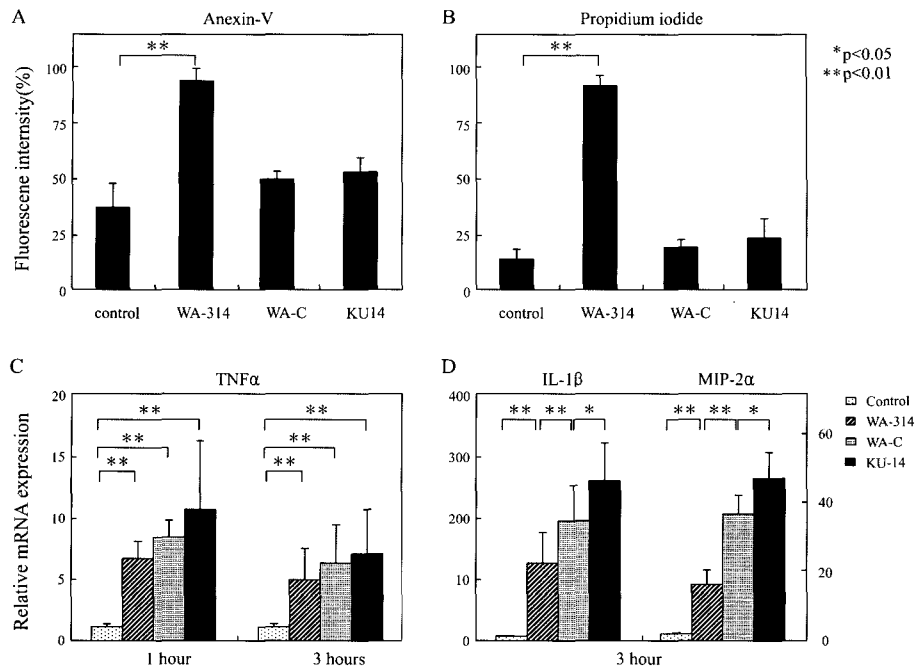 A
Anexin-V
Fluorescene internsity(%)
100
75
50
25
0
**
control WA-314 WA-C KU14
B
Propidium iodide
100
75
50
25
0
**
control WA-314 WA-C KU14
*p<0.05
**p<0.01
C
TNFα
Relative mRNA expression
20
15
10
5
0
** **
** **
** **
1 hour 3 hours
D
IL-1β MIP-2α
400
300
200
100
0
** ** * ** ** *
60
40
20
0
3 hour
Control
WA-314
WA-C
KU-14